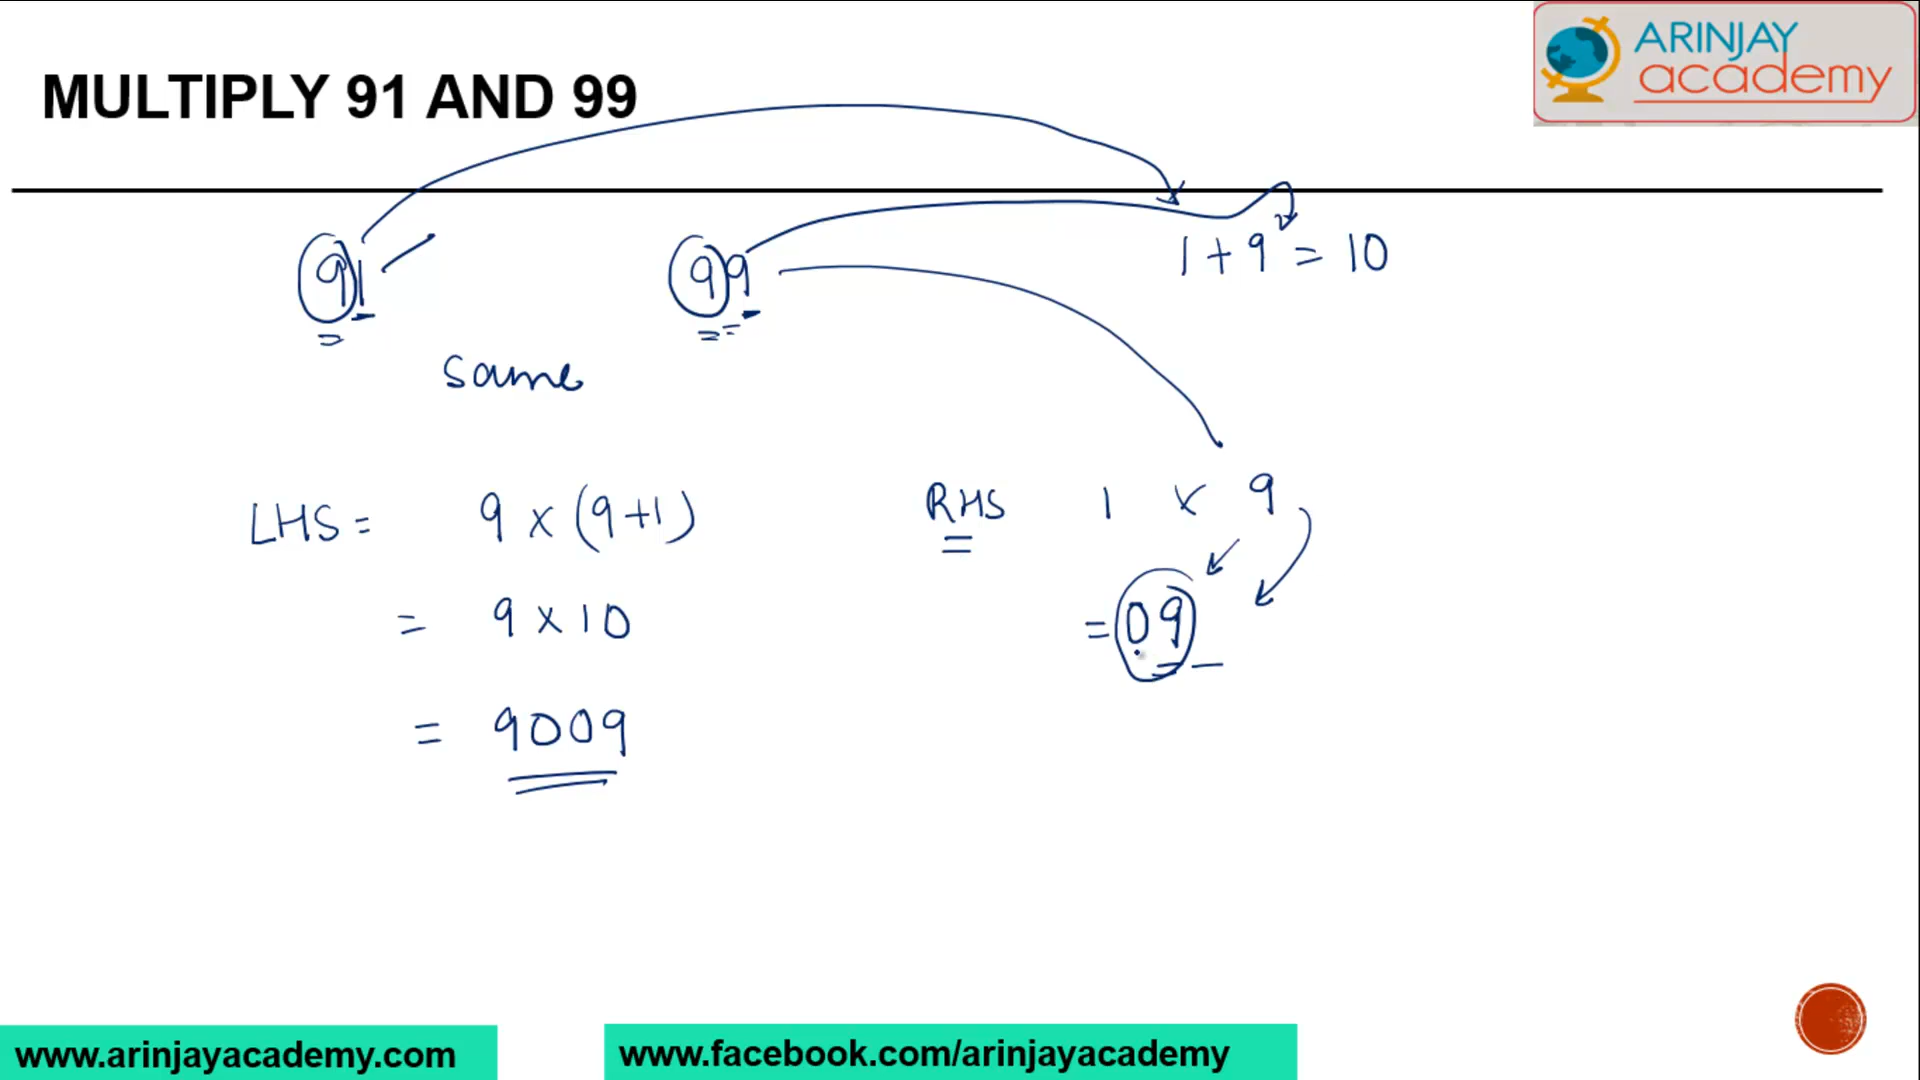 ARINJAY
academy
MULTIPLY 91 AND 99
91 99 1 + 9 = 10
same
LHS = 9 x (9+1) RHS 1 x 9
= 9 x 10 = 09
= 9009
www.arinjayacademy.com www.facebook.com/arinjayacademy